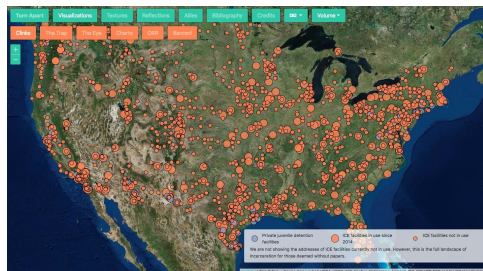 Torn Apart Visualizations Textures Reflections Allies Bibliography Credits Volume
Clinks The Trap The Eye Charts ORR Banned
+
-
Private juvenile detention facilities
ICE facilities in use since 2014
ICE facilities not in use
We are not showing the addresses of ICE facilities currently not in use. However, this is the full landscape of
incarceration for those deemed without papers.